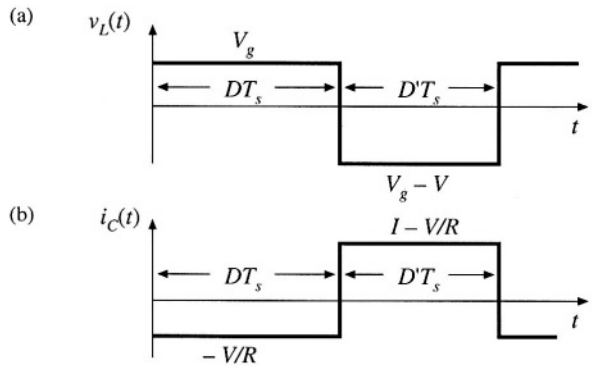 (a)
v_L(t)
V_g
DT_s
D'T_s
t
V_g – V
(b)
i_C(t)
I – V/R
DT_s
D'T_s
t
– V/R